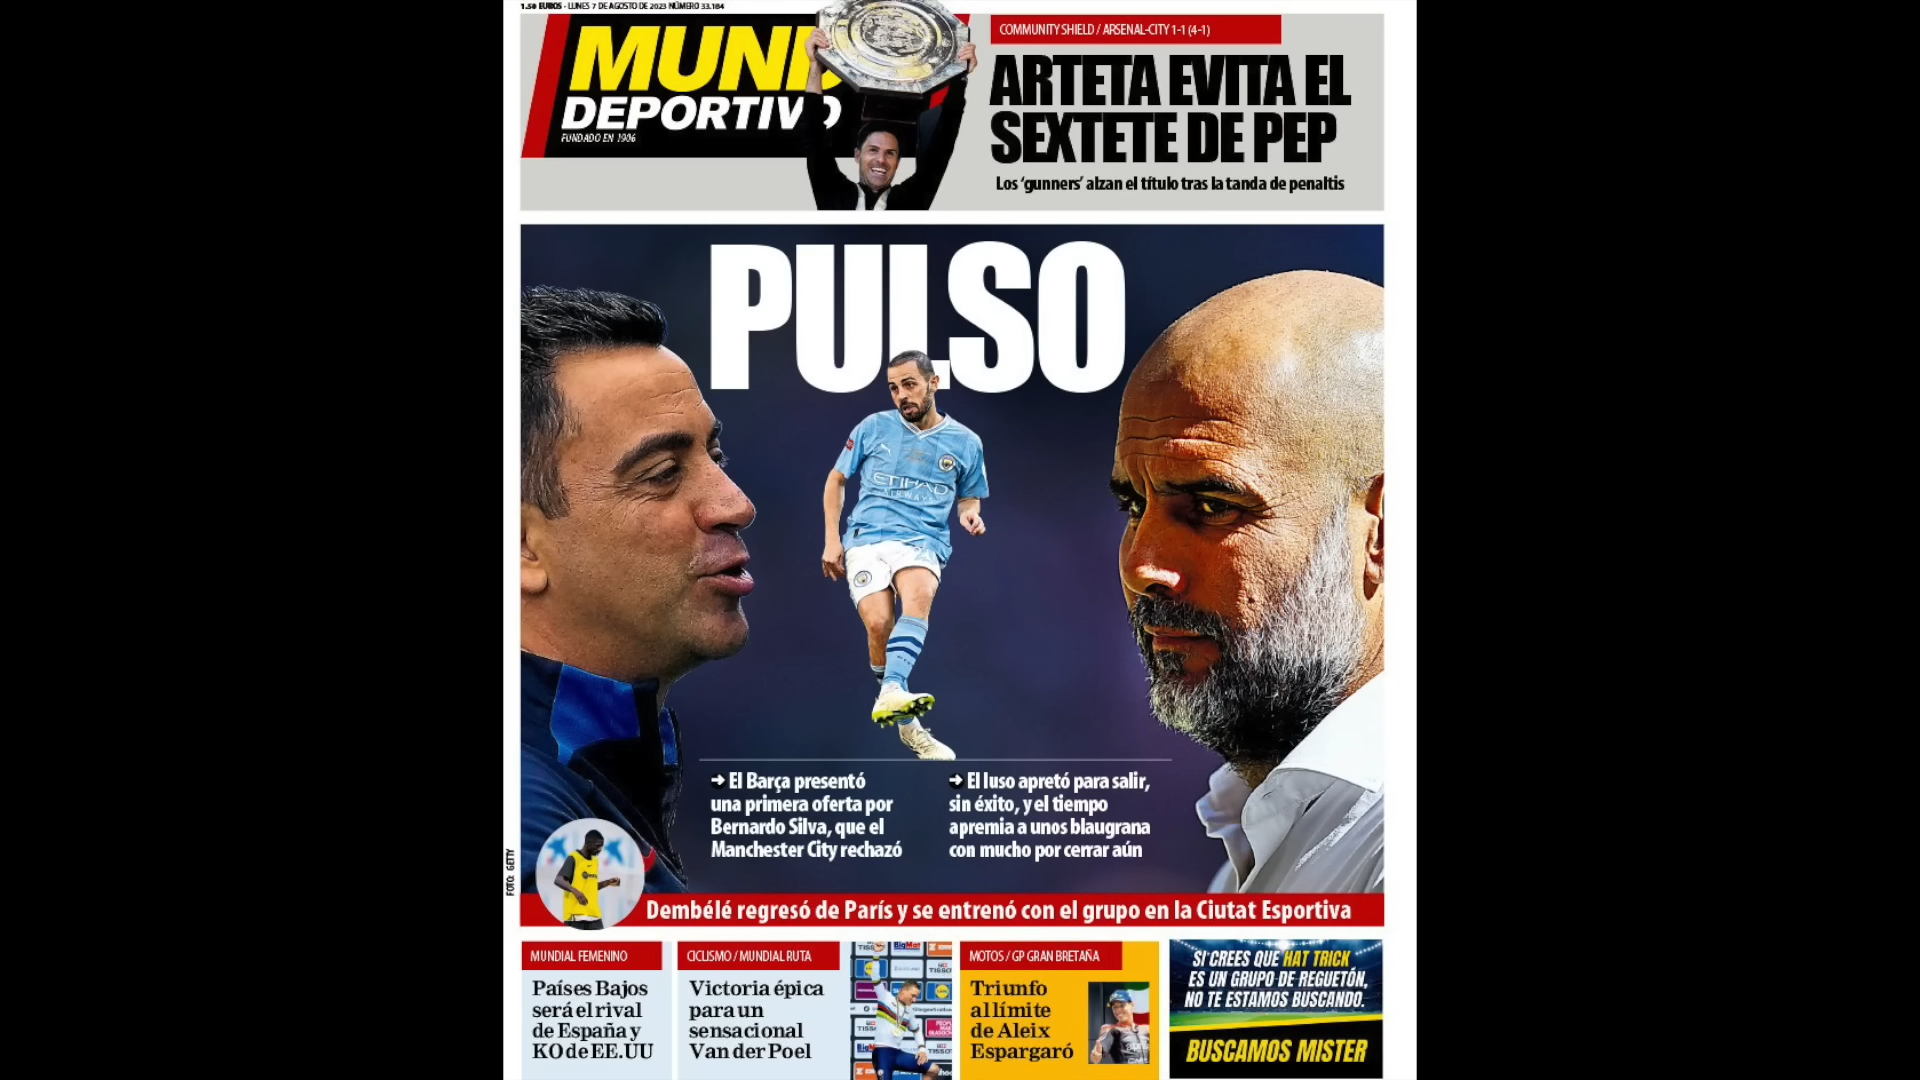 1.50 EUROS - LUNES 7 DE AGOSTO DE 2023 NÚMERO 33.184
MUND
DEPORTIVO
FUNDADO EN 1906
COMMUNITY SHIELD / ARSENAL-CITY 1-1 (4-1)
ARTETA EVITA EL
SEXTETE DE PEP
Los ‘gunners’ alzan el título tras la tanda de penaltis
PULSO
ETIHAD
AIRWAYS
➔ El Barça presentó
una primera oferta por
Bernardo Silva, que el
Manchester City rechazó
➔ El luso apretó para salir,
sin éxito, y el tiempo
apremia a unos blaugrana
con mucho por cerrar aún
FOTO: GETTY
Dembélé regresó de París y se entrenó con el grupo en la Ciutat Esportiva
MUNDIAL FEMENINO
Países Bajos
será el rival
de España y
KO de EE.UU
CICLISMO / MUNDIAL RUTA
Victoria épica
para un
sensacional
Van der Poel
BigMat
TISSOT
MOTOS / GP GRAN BRETAÑA
Triunfo
al límite
de Aleix
Espargaró
SI CREES QUE HAT TRICK
ES UN GRUPO DE REGUETÓN,
NO TE ESTAMOS BUSCANDO.
BUSCAMOS MISTER